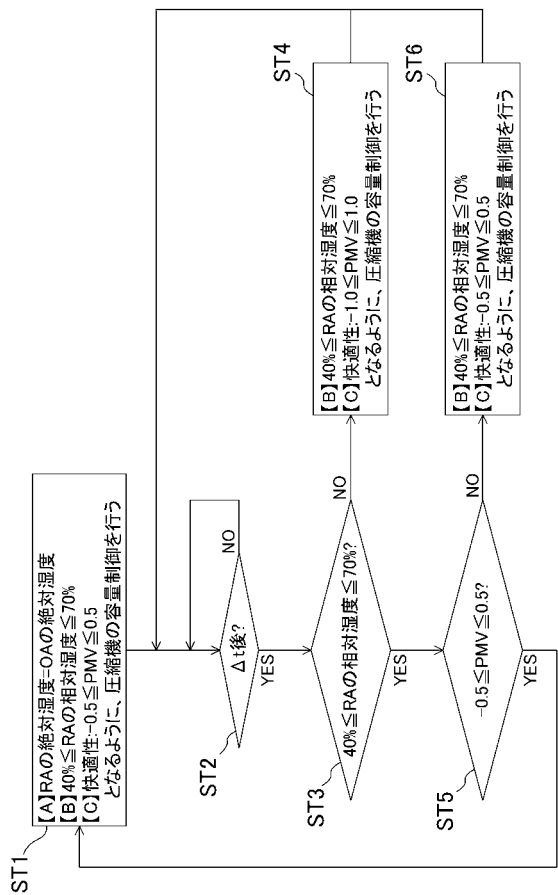 ST1
【A】RAの絶対湿度=OAの絶対湿度
【B】40%≦RAの相対湿度≦70%
【C】快適性:-0.5≦PMV≦0.5
となるように、圧縮機の容量制御を行う
ST2
Δt後?
NO
YES
ST3
40%≦RAの相対湿度≦70%?
NO
YES
ST4
【B】40%≦RAの相対湿度≦70%
【C】快適性:-1.0≦PMV≦1.0
となるように、圧縮機の容量制御を行う
ST5
-0.5≦PMV≦0.5?
NO
YES
ST6
【B】40%≦RAの相対湿度≦70%
【C】快適性:-0.5≦PMV≦0.5
となるように、圧縮機の容量制御を行う